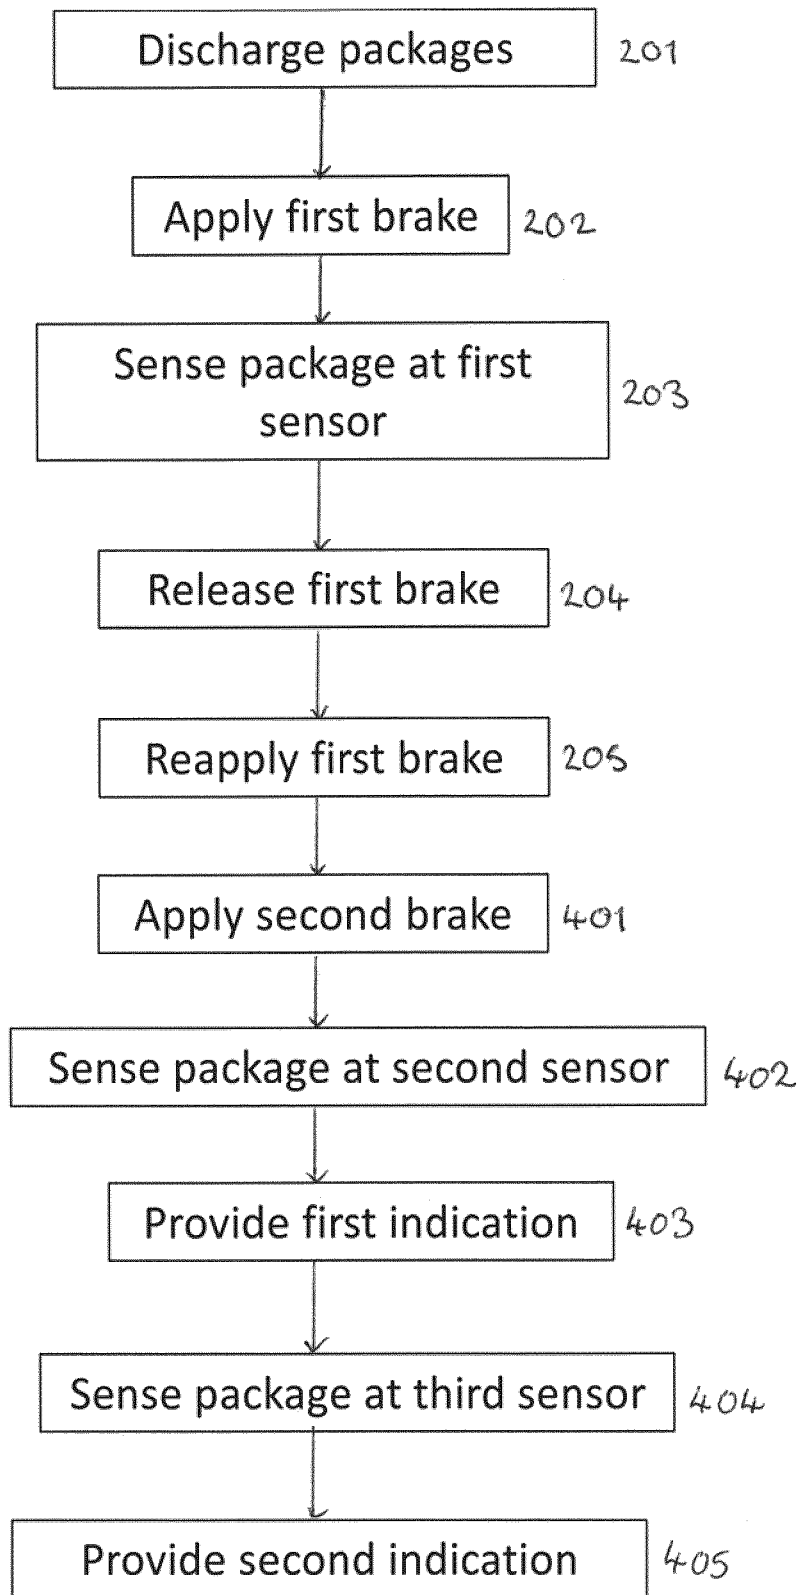 Discharge packages 201
Apply first brake 202
Sense package at first
sensor 203
Release first brake 204
Reapply first brake 205
Apply second brake 401
Sense package at second sensor 402
Provide first indication 403
Sense package at third sensor 404
Provide second indication 405